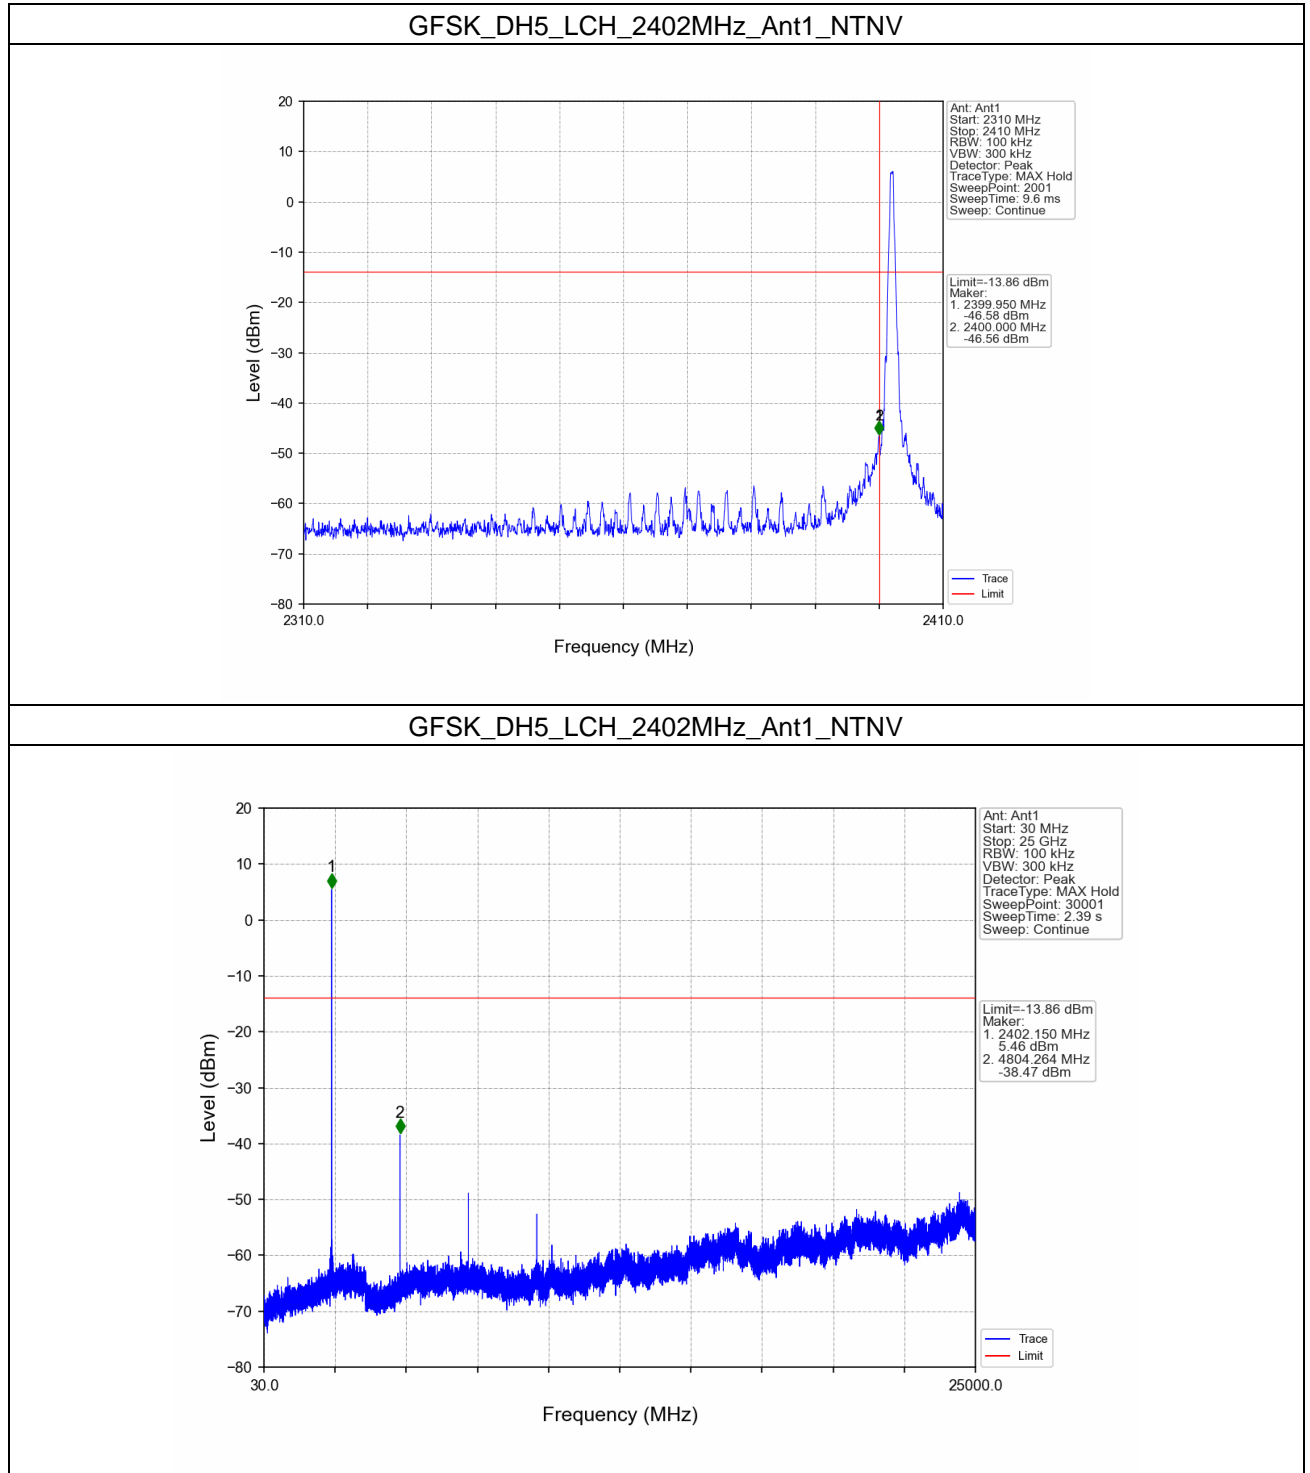 GFSK_DH5_LCH_2402MHz_Ant1_NTNV
20
10
0
−10
−20
−30
−40
−50
−60
−70
−80
Level (dBm)
2310.0
2410.0
Frequency (MHz)
2
Ant: Ant1
Start: 2310 MHz
Stop: 2410 MHz
RBW: 100 kHz
VBW: 300 kHz
Detector: Peak
TraceType: MAX Hold
SweepPoint: 2001
SweepTime: 9.6 ms
Sweep: Continue
Limit=-13.86 dBm
Maker:
1. 2399.950 MHz
-46.58 dBm
2. 2400.000 MHz
-46.56 dBm
Trace
Limit
GFSK_DH5_LCH_2402MHz_Ant1_NTNV
20
10
0
−10
−20
−30
−40
−50
−60
−70
−80
Level (dBm)
30.0
25000.0
Frequency (MHz)
1
2
Ant: Ant1
Start: 30 MHz
Stop: 25 GHz
RBW: 100 kHz
VBW: 300 kHz
Detector: Peak
TraceType: MAX Hold
SweepPoint: 30001
SweepTime: 2.39 s
Sweep: Continue
Limit=-13.86 dBm
Maker:
1. 2402.150 MHz
5.46 dBm
2. 4804.264 MHz
-38.47 dBm
Trace
Limit